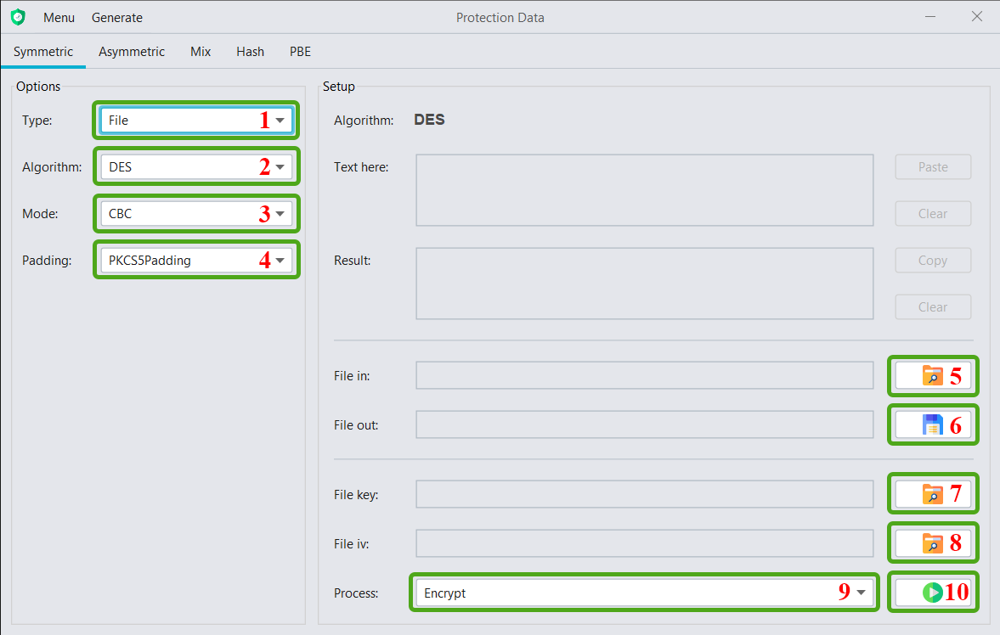 Menu Generate Protection Data
Symmetric Asymmetric Mix Hash PBE
Options
Type: File 1
Algorithm: DES 2
Mode: CBC 3
Padding: PKCS5Padding 4
Setup
Algorithm: DES
Text here: Paste
Clear
Result: Copy
Clear
File in: 5
File out: 6
File key: 7
File iv: 8
Process: Encrypt 9 10